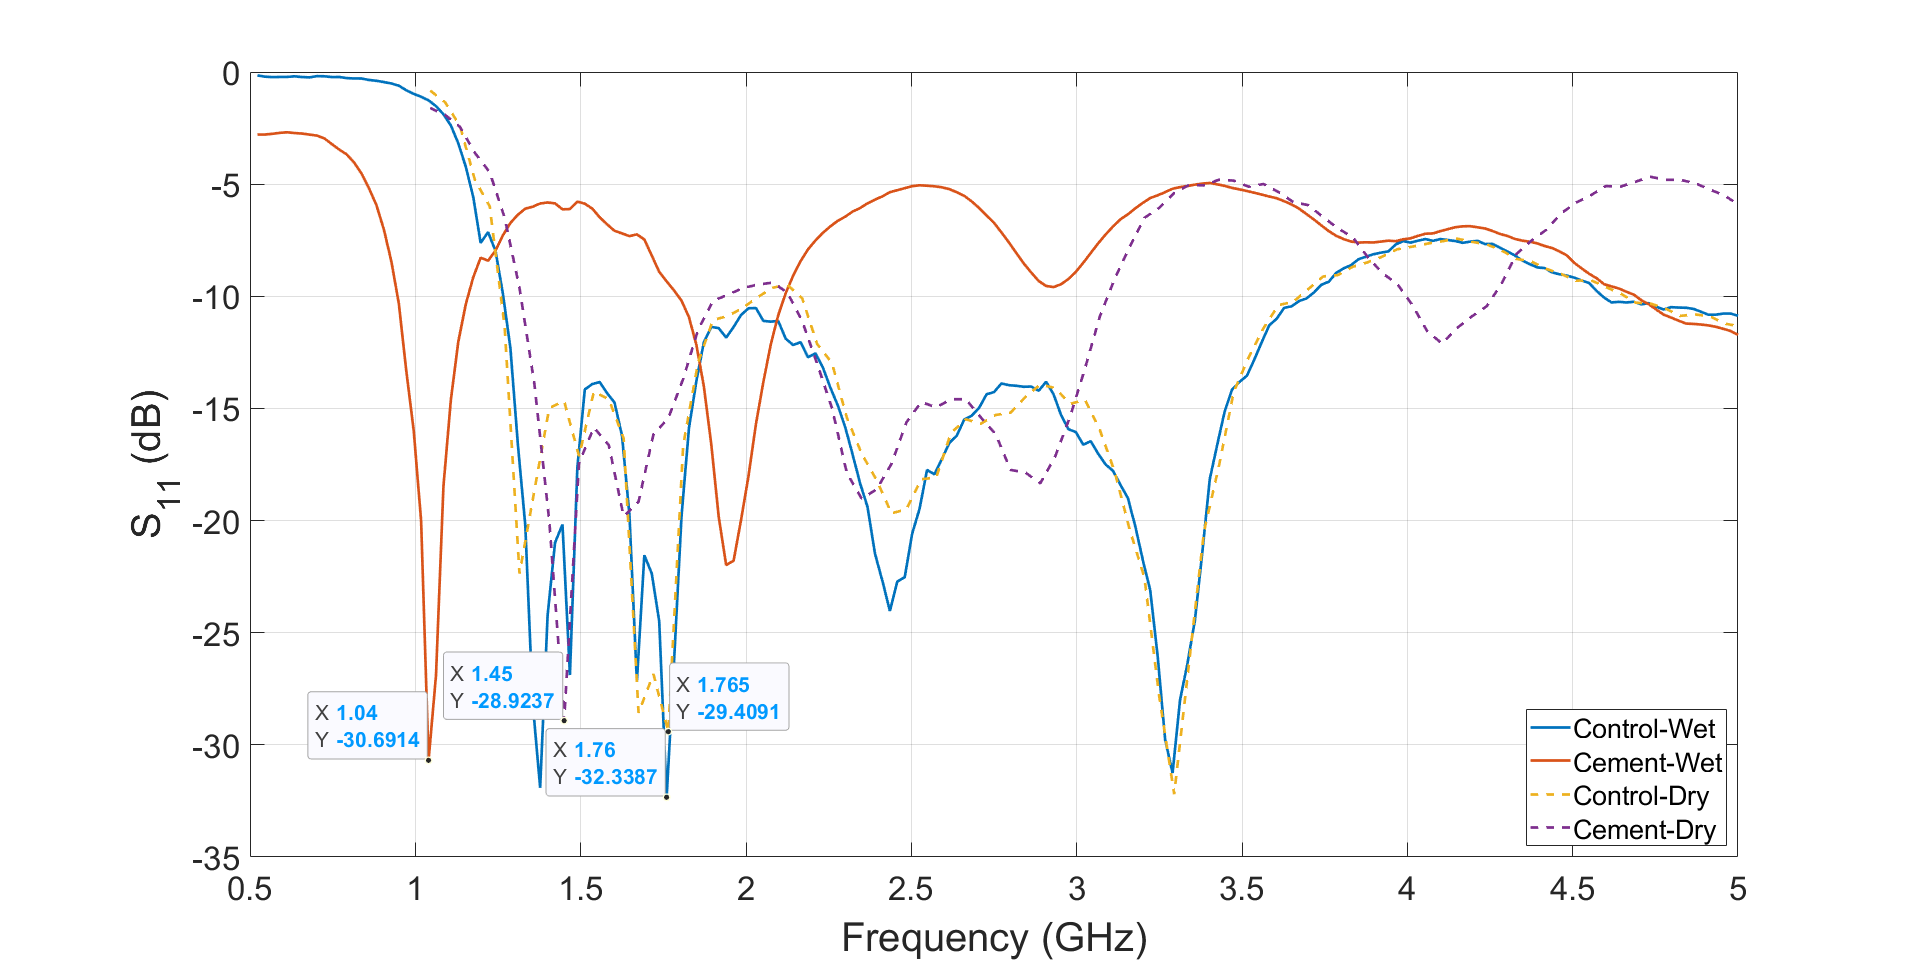 0
-5
-10
-15
-20
-25
-30
-35
S11 (dB)
X 1.45
Y -28.9237
X 1.765
Y -29.4091
X 1.04
Y -30.6914
X 1.76
Y -32.3387
Control-Wet
Cement-Wet
Control-Dry
Cement-Dry
0.5 1 1.5 2 2.5 3 3.5 4 4.5 5
Frequency (GHz)